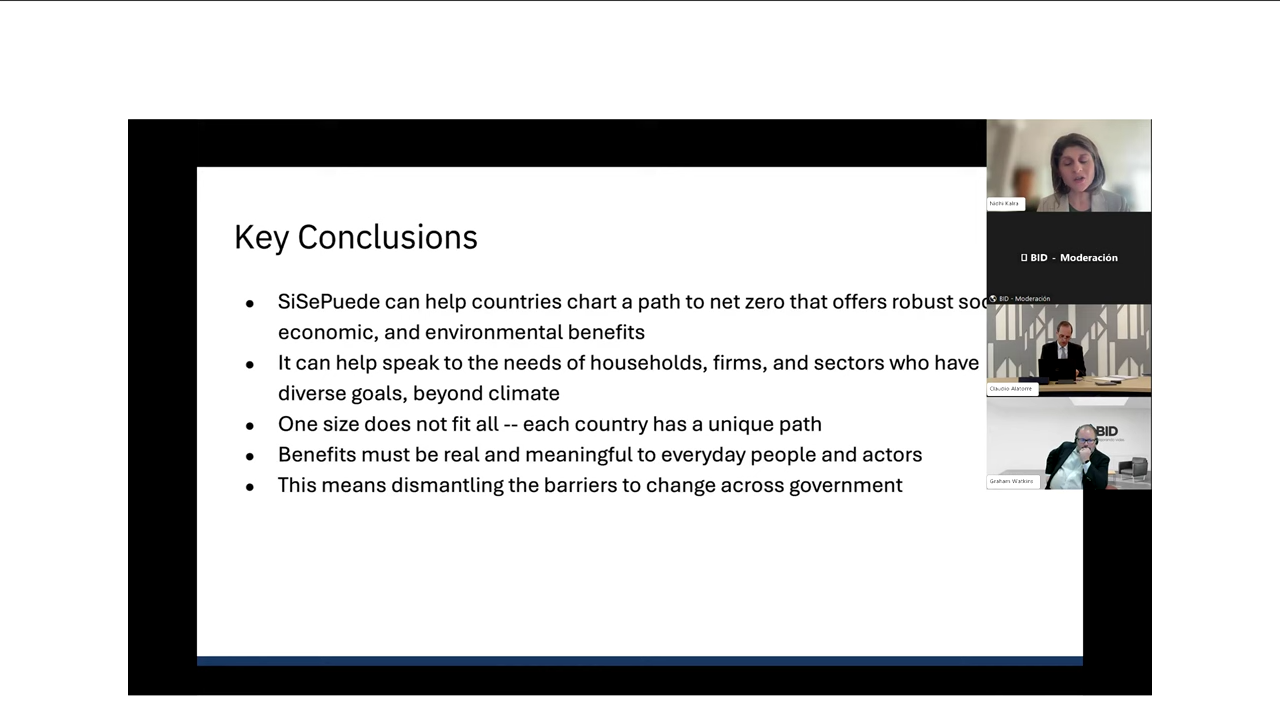 Key Conclusions
● SiSePuede can help countries chart a path to net zero that offers robust
economic, and environmental benefits
● It can help speak to the needs of households, firms, and sectors who have
diverse goals, beyond climate
● One size does not fit all -- each country has a unique path
● Benefits must be real and meaningful to everyday people and actors
● This means dismantling the barriers to change across government
Nidhi Kalra
BID - Moderación
BID - Moderación
Claudio Alatorre
BID
Graham Watkins